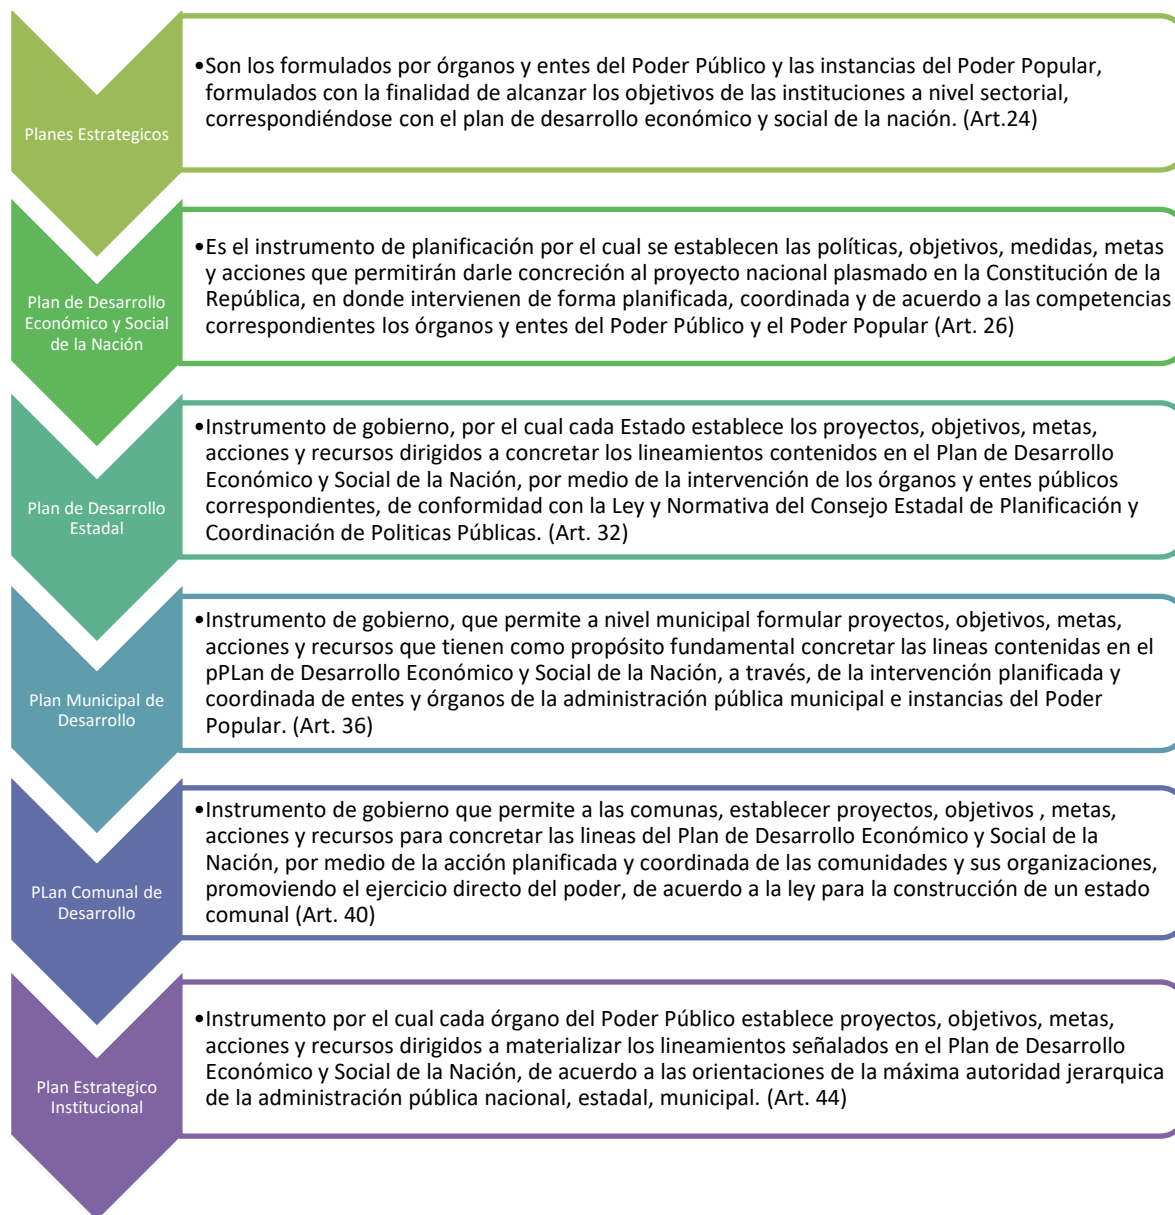 Planes Estrategicos
•Son los formulados por órganos y entes del Poder Público y las instancias del Poder Popular,
formulados con la finalidad de alcanzar los objetivos de las instituciones a nivel sectorial,
correspondiéndose con el plan de desarrollo económico y social de la nación. (Art.24)
Plan de Desarrollo
Económico y Social
de la Nación
•Es el instrumento de planificación por el cual se establecen las políticas, objetivos, medidas, metas
y acciones que permitirán darle concreción al proyecto nacional plasmado en la Constitución de la
República, en donde intervienen de forma planificada, coordinada y de acuerdo a las competencias
correspondientes los órganos y entes del Poder Público y el Poder Popular (Art. 26)
Plan de Desarrollo
Estadal
•Instrumento de gobierno, por el cual cada Estado establece los proyectos, objetivos, metas,
acciones y recursos dirigidos a concretar los lineamientos contenidos en el Plan de Desarrollo
Económico y Social de la Nación, por medio de la intervención de los órganos y entes públicos
correspondientes, de conformidad con la Ley y Normativa del Consejo Estadal de Planificación y
Coordinación de Politicas Públicas. (Art. 32)
Plan Municipal de
Desarrollo
•Instrumento de gobierno, que permite a nivel municipal formular proyectos, objetivos, metas,
acciones y recursos que tienen como propósito fundamental concretar las lineas contenidas en el
pPLan de Desarrollo Económico y Social de la Nación, a través, de la intervención planificada y
coordinada de entes y órganos de la administración pública municipal e instancias del Poder
Popular. (Art. 36)
PLan Comunal de
Desarrollo
•Instrumento de gobierno que permite a las comunas, establecer proyectos, objetivos , metas,
acciones y recursos para concretar las lineas del Plan de Desarrollo Económico y Social de la
Nación, por medio de la acción planificada y coordinada de las comunidades y sus organizaciones,
promoviendo el ejercicio directo del poder, de acuerdo a la ley para la construcción de un estado
comunal (Art. 40)
Plan Estrategico
Institucional
•Instrumento por el cual cada órgano del Poder Público establece proyectos, objetivos, metas,
acciones y recursos dirigidos a materializar los lineamientos señalados en el Plan de Desarrollo
Económico y Social de la Nación, de acuerdo a las orientaciones de la máxima autoridad jerarquica
de la administración pública nacional, estadal, municipal. (Art. 44)